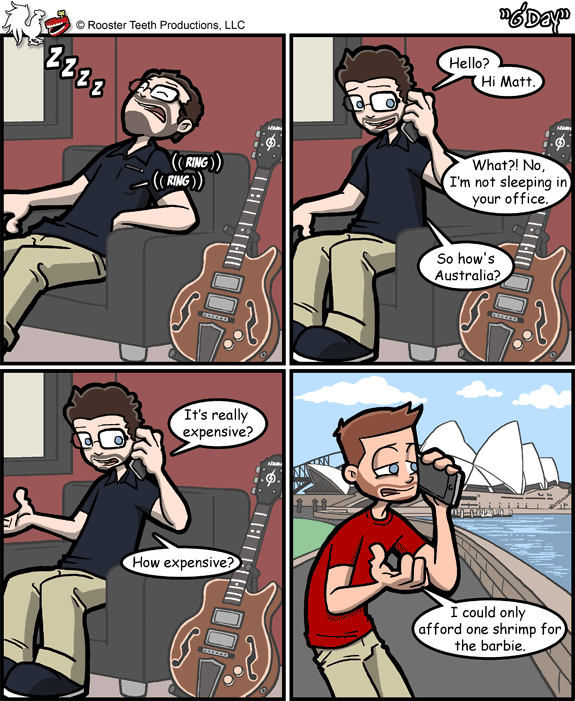 © Rooster Teeth Productions, LLC
"G'Day"
Z
Z
Z
Z
((RING))
((RING))
Hello?
Hi Matt.
What?! No,
I'm not sleeping in
your office.
So how's
Australia?
It's really
expensive?
How expensive?
I could only
afford one shrimp for
the barbie.